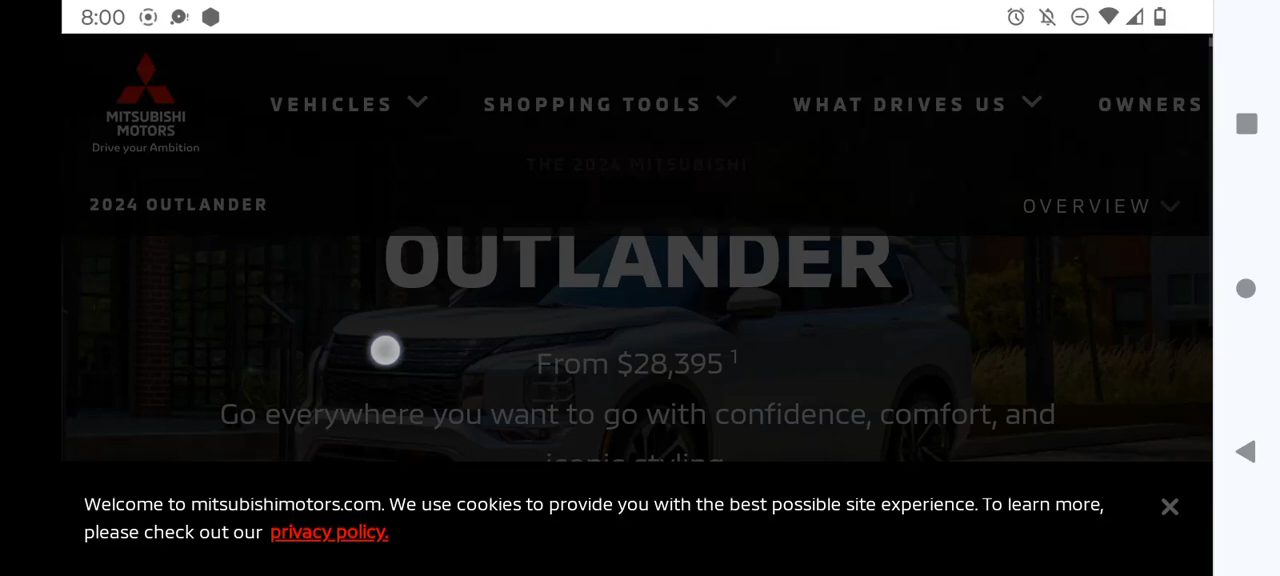 8:00
MITSUBISHI
MOTORS
Drive your Ambition
VEHICLES
SHOPPING TOOLS
WHAT DRIVES US
OWNERS
THE 2024 MITSUBISHI
2024 OUTLANDER
OVERVIEW
OUTLANDER
From $28,395 1
Go everywhere you want to go with confidence, comfort, and
iconic styling
Welcome to mitsubishimotors.com. We use cookies to provide you with the best possible site experience. To learn more,
please check out our privacy policy.